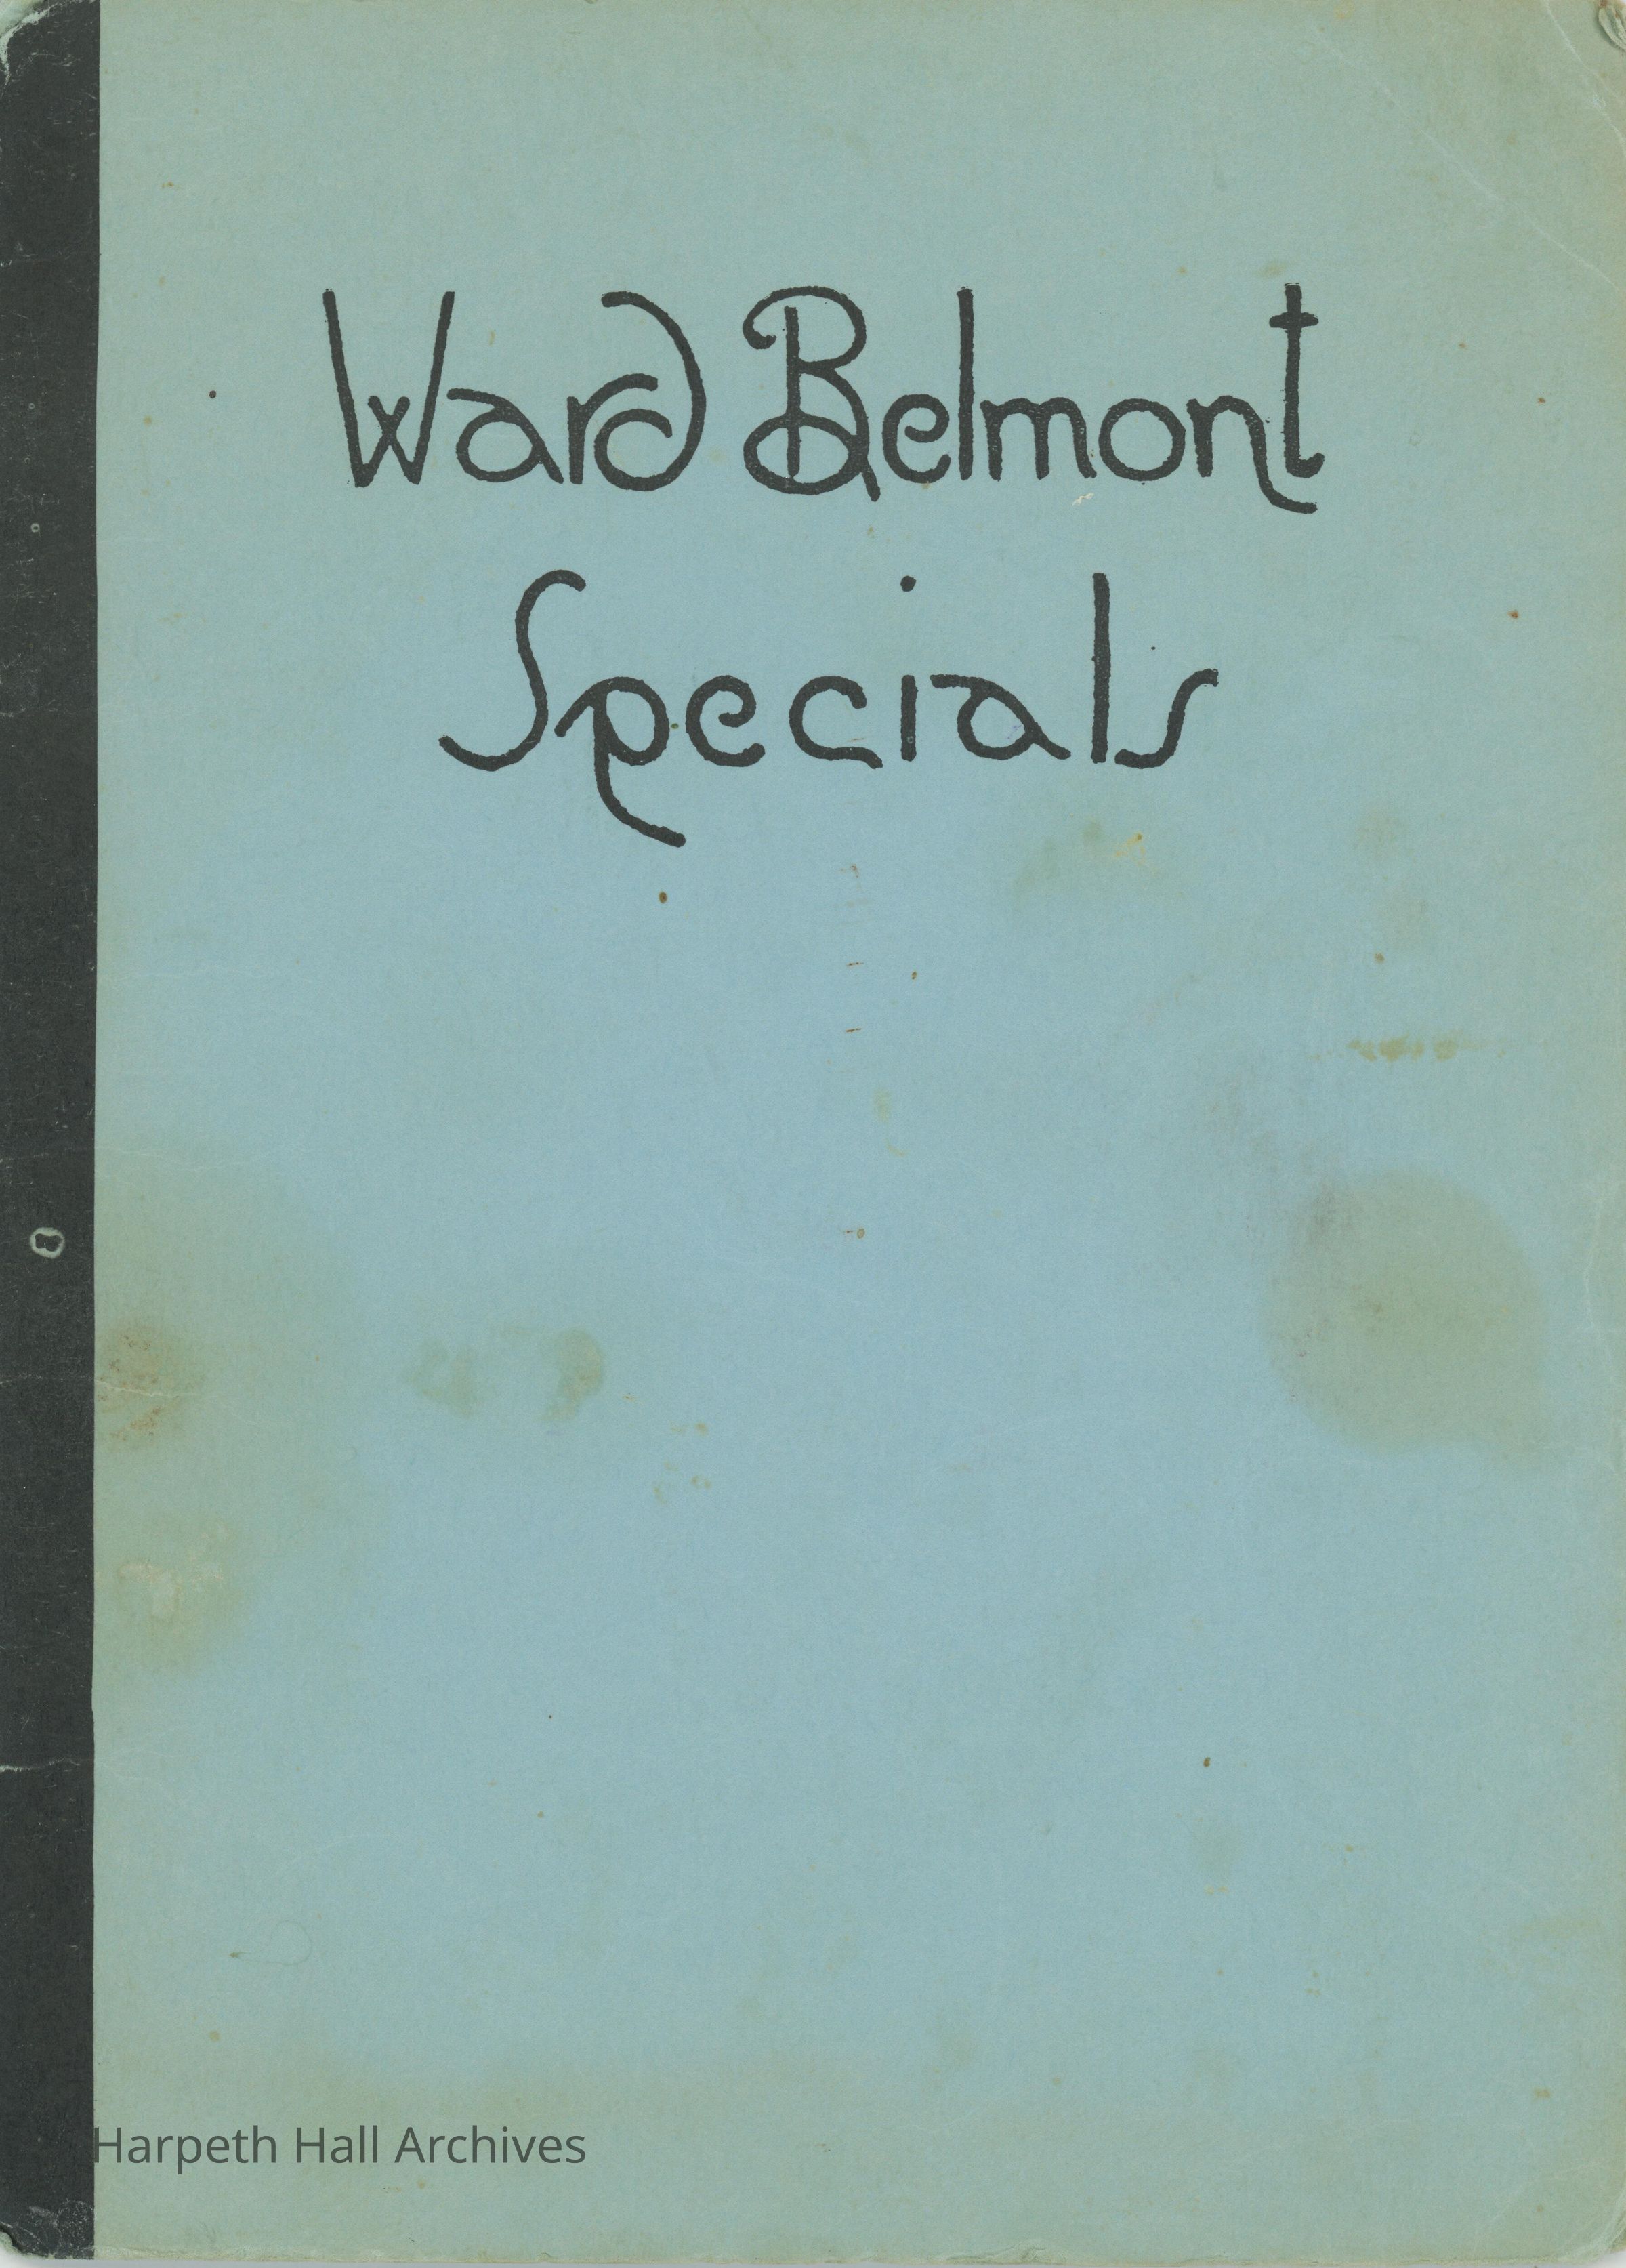 Ward Belmont
Specials
Harpeth Hall Archives